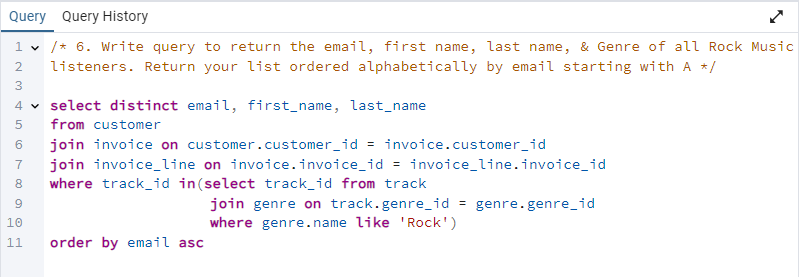 Query Query History
1 /* 6. Write query to return the email, first name, last name, & Genre of all Rock Music
2 listeners. Return your list ordered alphabetically by email starting with A */
3
4 select distinct email, first_name, last_name
5 from customer
6 join invoice on customer.customer_id = invoice.customer_id
7 join invoice_line on invoice.invoice_id = invoice_line.invoice_id
8 where track_id in(select track_id from track
9 join genre on track.genre_id = genre.genre_id
10 where genre.name like 'Rock')
11 order by email asc